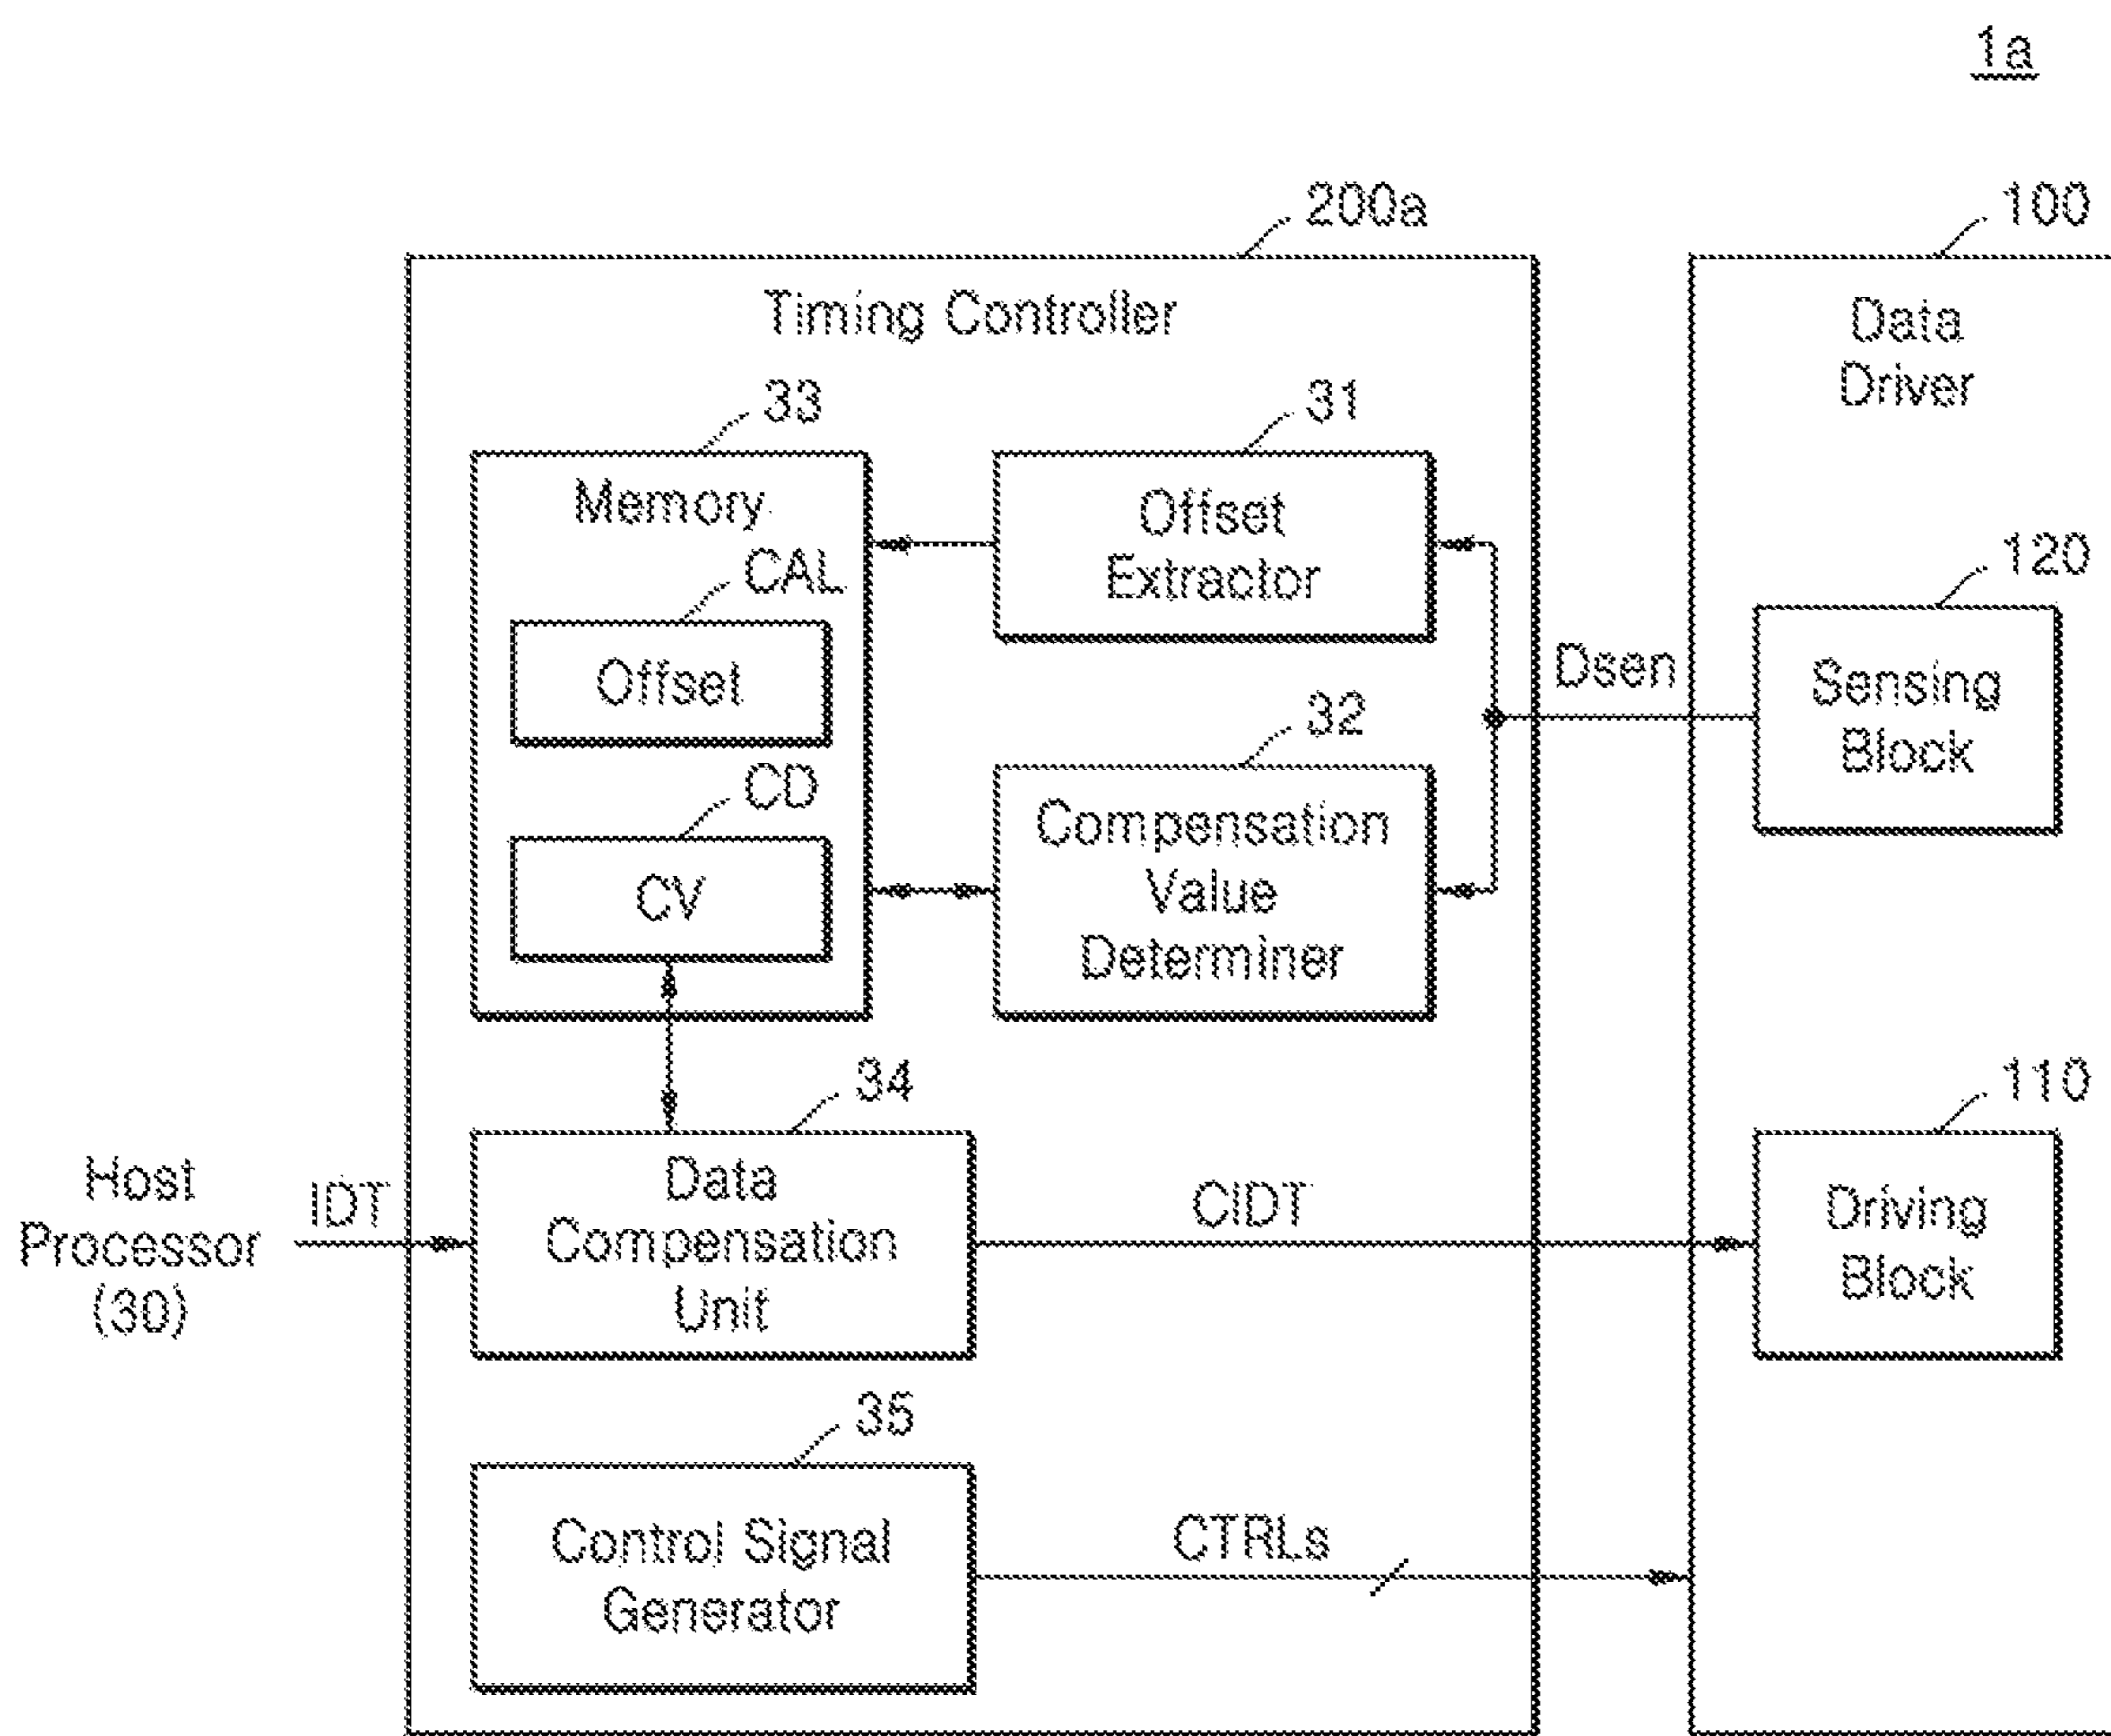 1a
200a
100
Timing Controller
Data
Driver
33
31
Memory
Offset
Extractor
CAL
Offset
120
Dsen
Sensing
Block
32
CD
CV
Compensation
Value
Determiner
34
110
Host
Processor
(30)
IDT
Data
Compensation
Unit
CIDT
Driving
Block
35
Control Signal
Generator
CTRLs